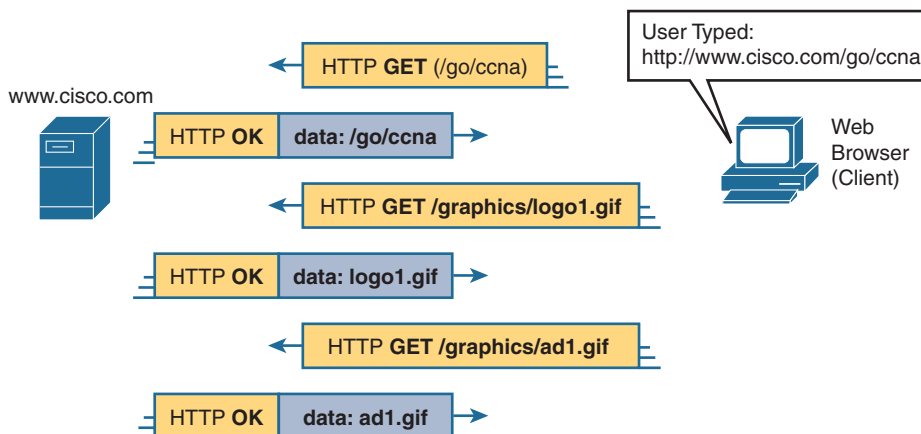 User Typed:
http://www.cisco.com/go/ccna
HTTP GET (/go/ccna)
www.cisco.com
HTTP OK data: /go/ccna
Web
Browser
(Client)
HTTP GET /graphics/logo1.gif
HTTP OK data: logo1.gif
HTTP GET /graphics/ad1.gif
HTTP OK data: ad1.gif